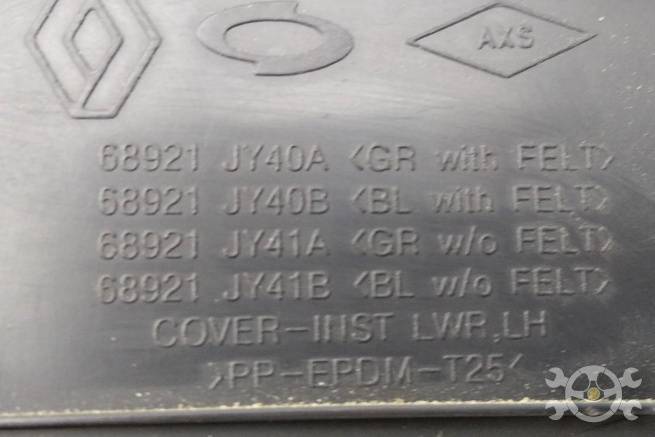 AXS
68921 JY40A <GR with FELT>
68921 JY40B <BL with FELT>
68921 JY41A <GR w/o FELT>
68921 JY41B <BL w/o FELT>
COVER-INST LWR,LH
>PP-EPDM-T25<